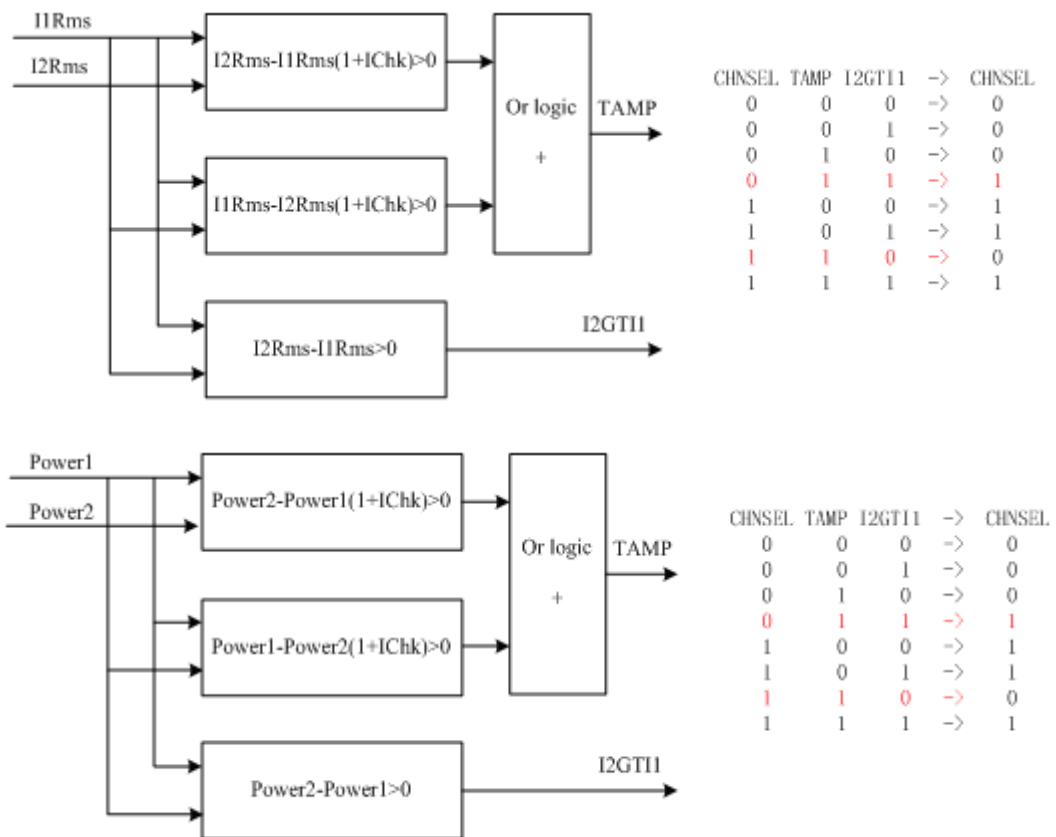 I1Rms
I2Rms
I2Rms-I1Rms(1+IChk)>0
I1Rms-I2Rms(1+IChk)>0
I2Rms-I1Rms>0
Or logic
+
TAMP
I2GTI1
CHNSEL TAMP I2GTI1 -> CHNSEL
0 0 0 -> 0
0 0 1 -> 0
0 1 0 -> 0
0 1 1 -> 1
1 0 0 -> 1
1 0 1 -> 1
1 1 0 -> 0
1 1 1 -> 1
Power1
Power2
Power2-Power1(1+IChk)>0
Power1-Power2(1+IChk)>0
Power2-Power1>0
Or logic
+
TAMP
I2GTI1
CHNSEL TAMP I2GTI1 -> CHNSEL
0 0 0 -> 0
0 0 1 -> 0
0 1 0 -> 0
0 1 1 -> 1
1 0 0 -> 1
1 0 1 -> 1
1 1 0 -> 0
1 1 1 -> 1